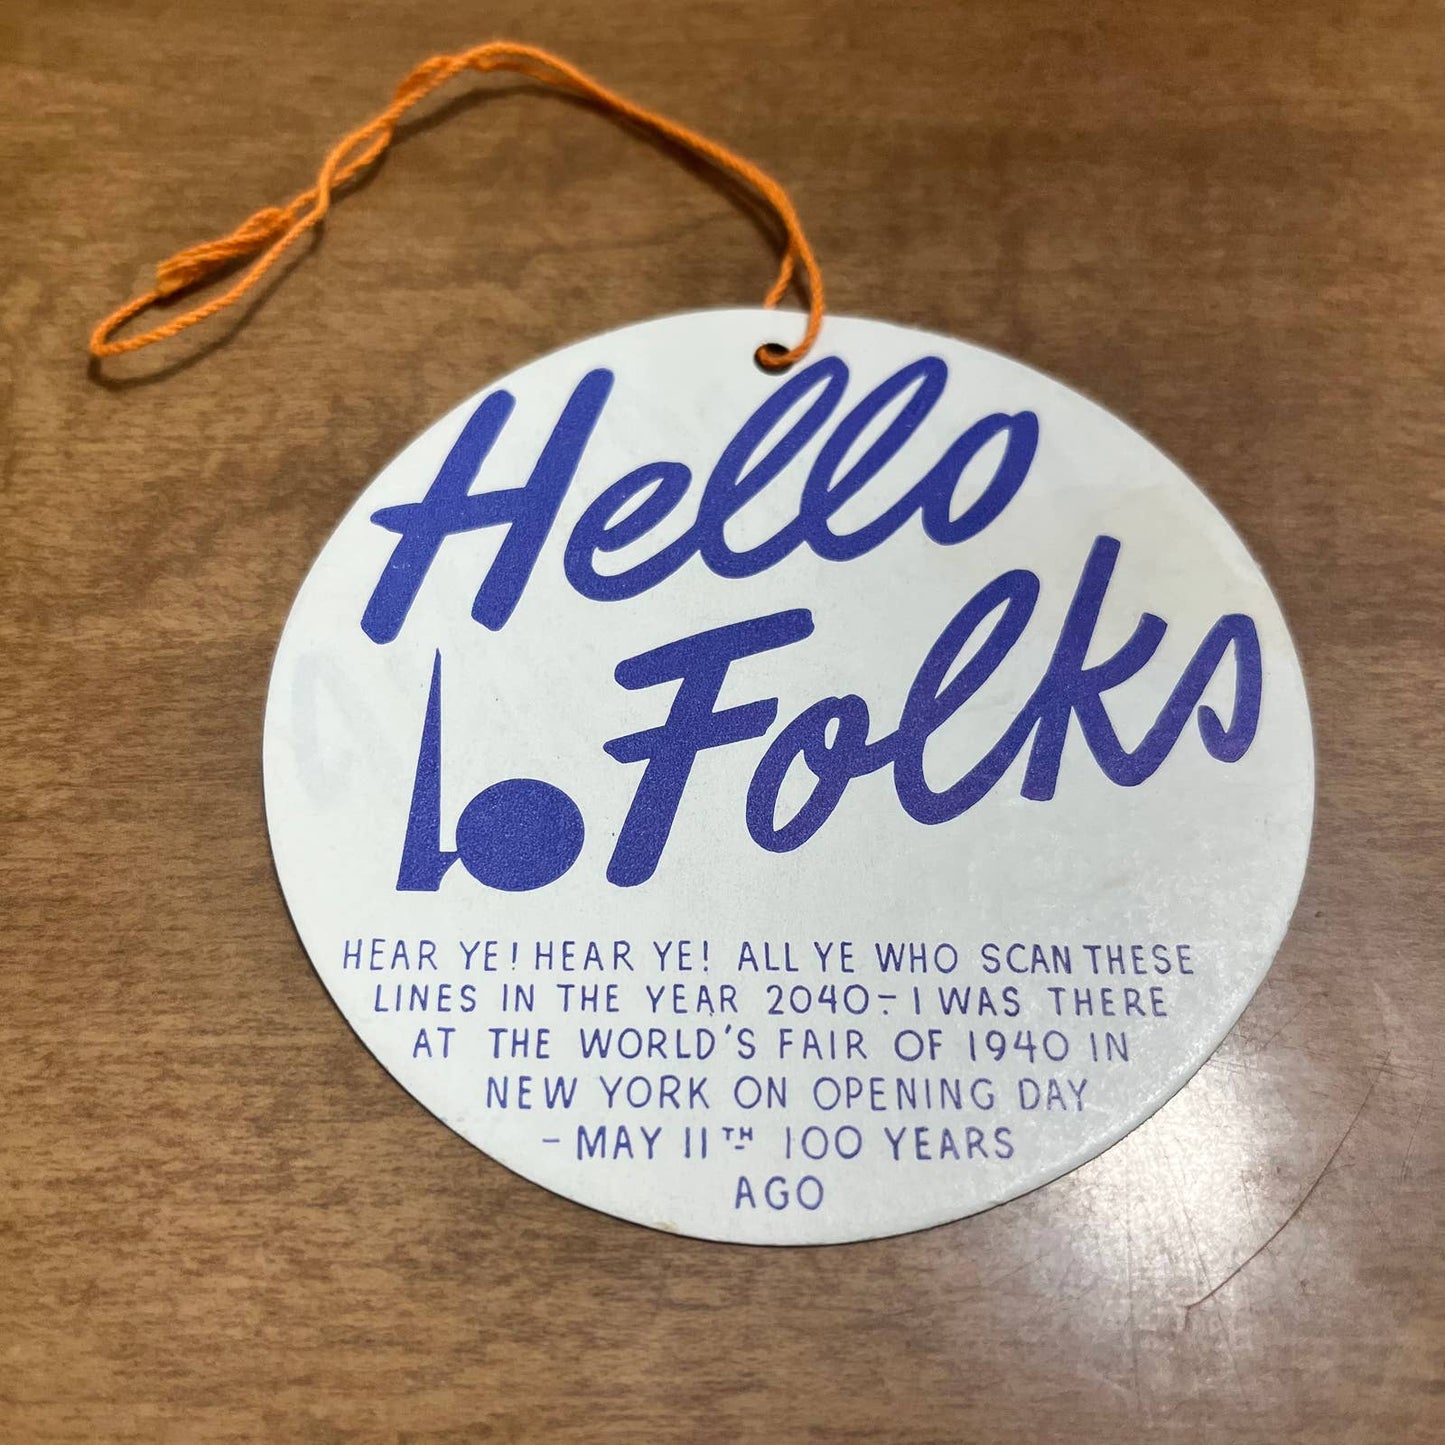 Hello
Folks
HEAR YE! HEAR YE! ALL YE WHO SCAN THESE
LINES IN THE YEAR 2040- I WAS THERE
AT THE WORLD'S FAIR OF 1940 IN
NEW YORK ON OPENING DAY
- MAY 11TH 100 YEARS
AGO